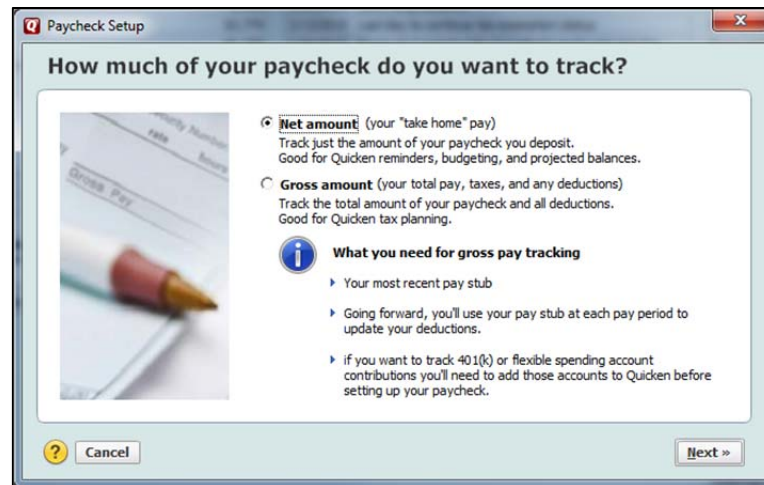 Paycheck Setup
How much of your paycheck do you want to track?
Net amount (your "take home" pay)
Track just the amount of your paycheck you deposit.
Good for Quicken reminders, budgeting, and projected balances.
Gross amount (your total pay, taxes, and any deductions)
Track the total amount of your paycheck and all deductions.
Good for Quicken tax planning.
What you need for gross pay tracking
Your most recent pay stub
Going forward, you'll use your pay stub at each pay period to
update your deductions.
if you want to track 401(k) or flexible spending account
contributions you'll need to add those accounts to Quicken before
setting up your paycheck.
Security Number
rate
hours
Gross Pay
? Cancel
Next »